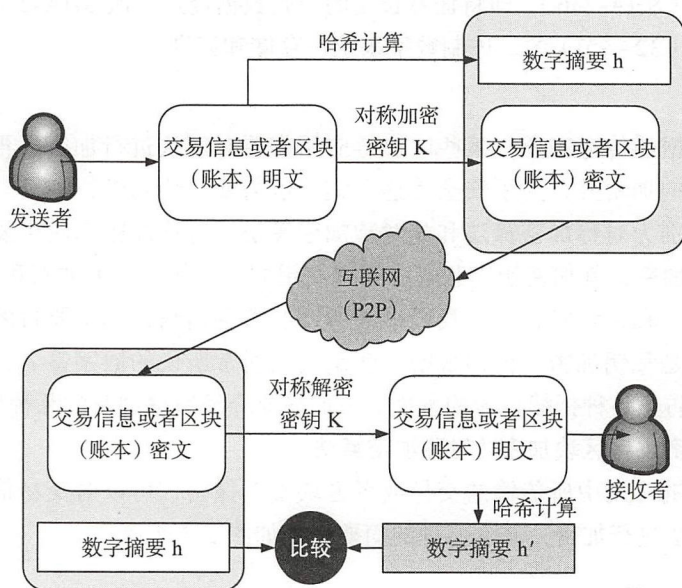 哈希计算
数字摘要 h
发送者
交易信息或者区块
（账本）明文
对称加密
密钥 K
交易信息或者区块
（账本）密文
互联网
（P2P）
交易信息或者区块
（账本）密文
对称解密
密钥 K
交易信息或者区块
（账本）明文
接收者
哈希计算
数字摘要 h
比较
数字摘要 h′